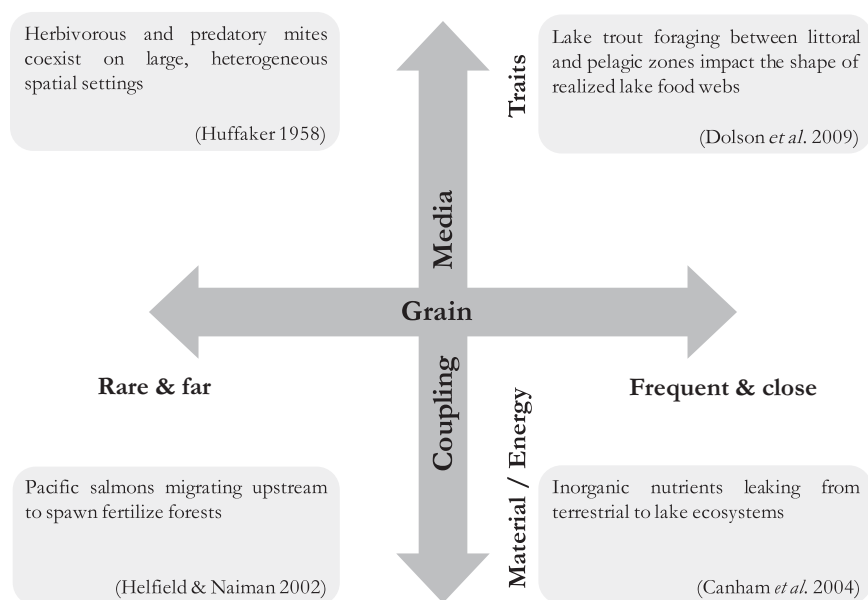 Herbivorous and predatory mites
coexist on large, heterogeneous
spatial settings
(Huffaker 1958)
Traits
Lake trout foraging between littoral
and pelagic zones impact the shape of
realized lake food webs
(Dolson et al. 2009)
Media
Grain
Coupling
Rare & far
Frequent & close
Material / Energy
Pacific salmons migrating upstream
to spawn fertilize forests
(Helfield & Naiman 2002)
Inorganic nutrients leaking from
terrestrial to lake ecosystems
(Canham et al. 2004)